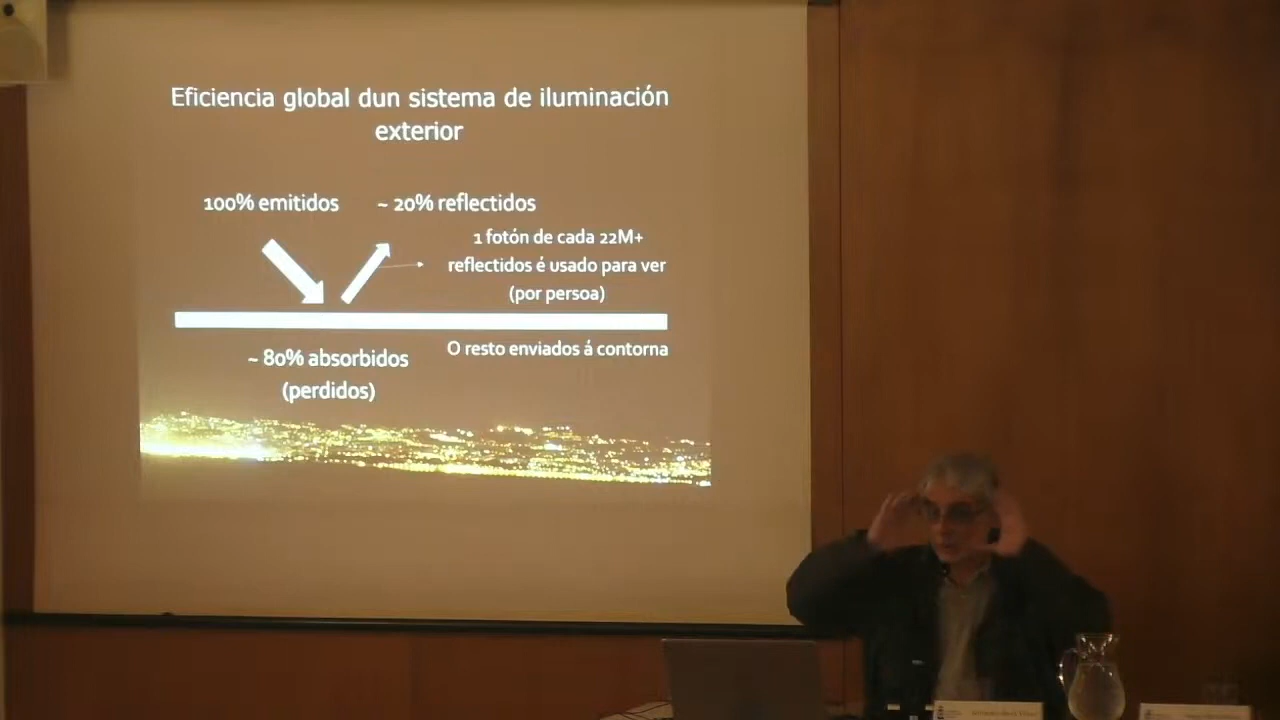 Eficiencia global dun sistema de iluminación
exterior
100% emitidos
~ 20% reflectidos
1 fotón de cada 22M+
reflectidos é usado para ver
(por persoa)
~ 80% absorbidos
(perdidos)
O resto enviados á contorna